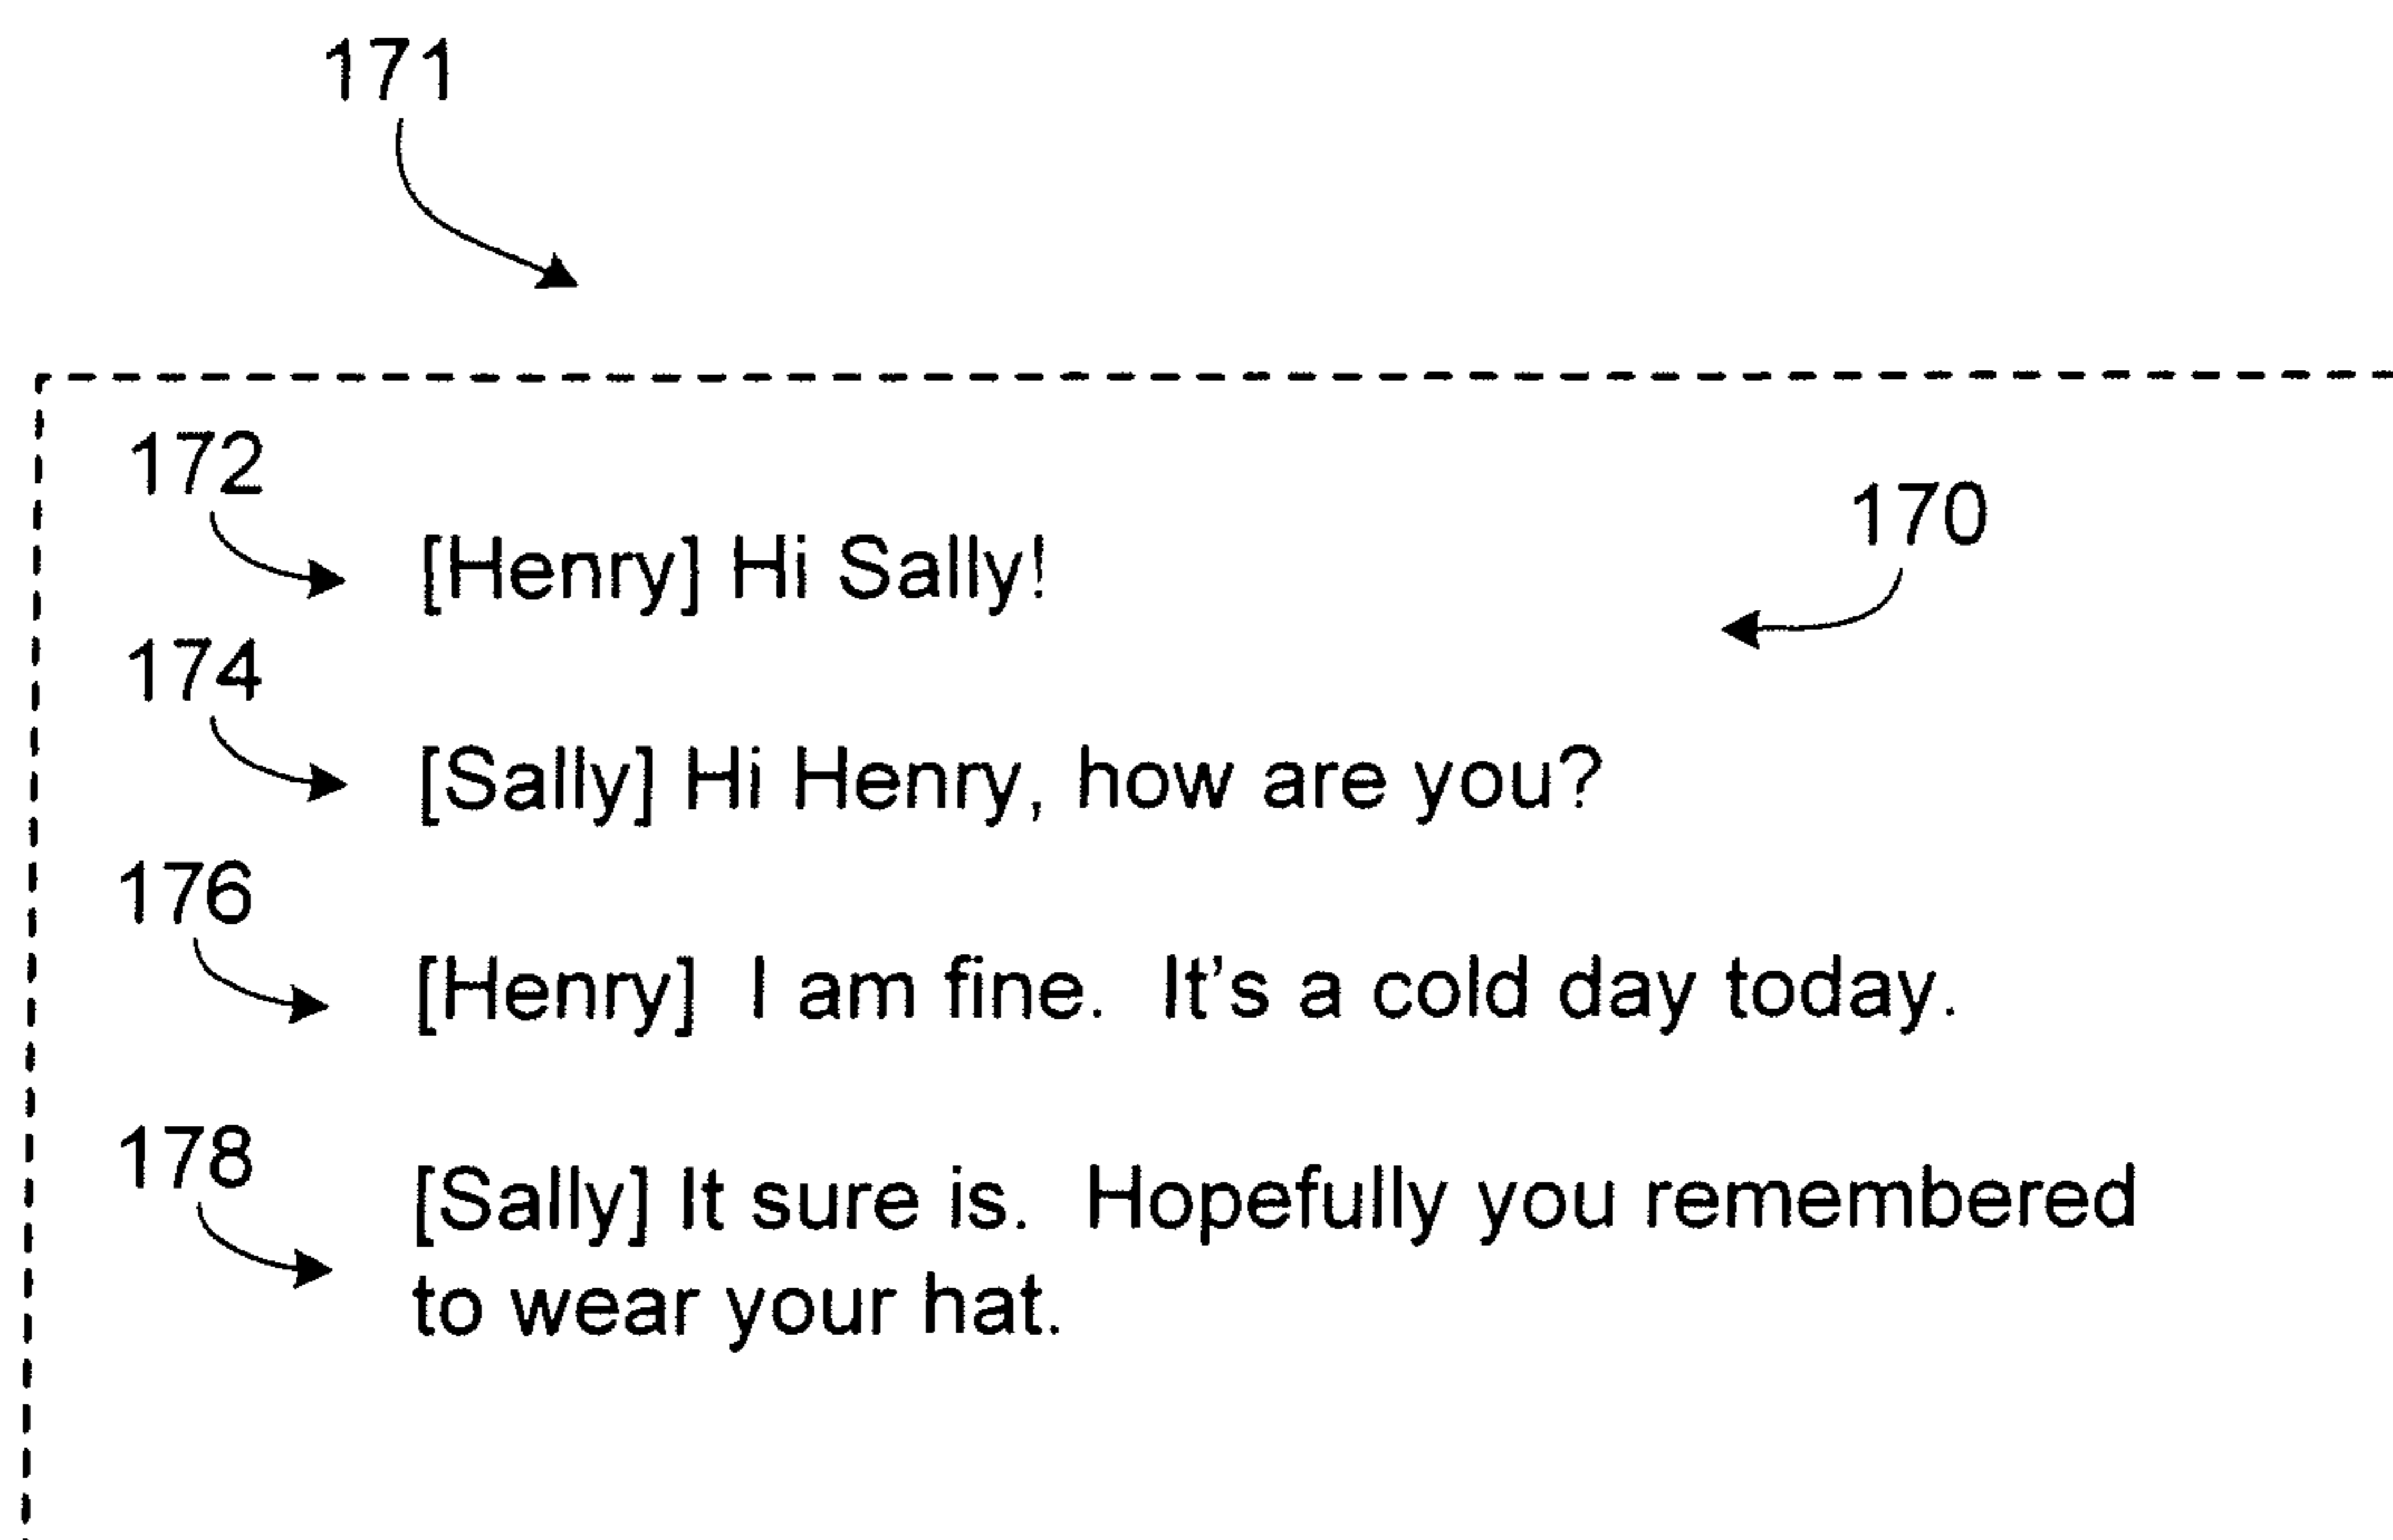 171
172
170
[Henry] Hi Sally!
174
[Sally] Hi Henry, how are you?
176
[Henry]  I am fine.  It's a cold day today.
178
[Sally] It sure is.  Hopefully you remembered
to wear your hat.